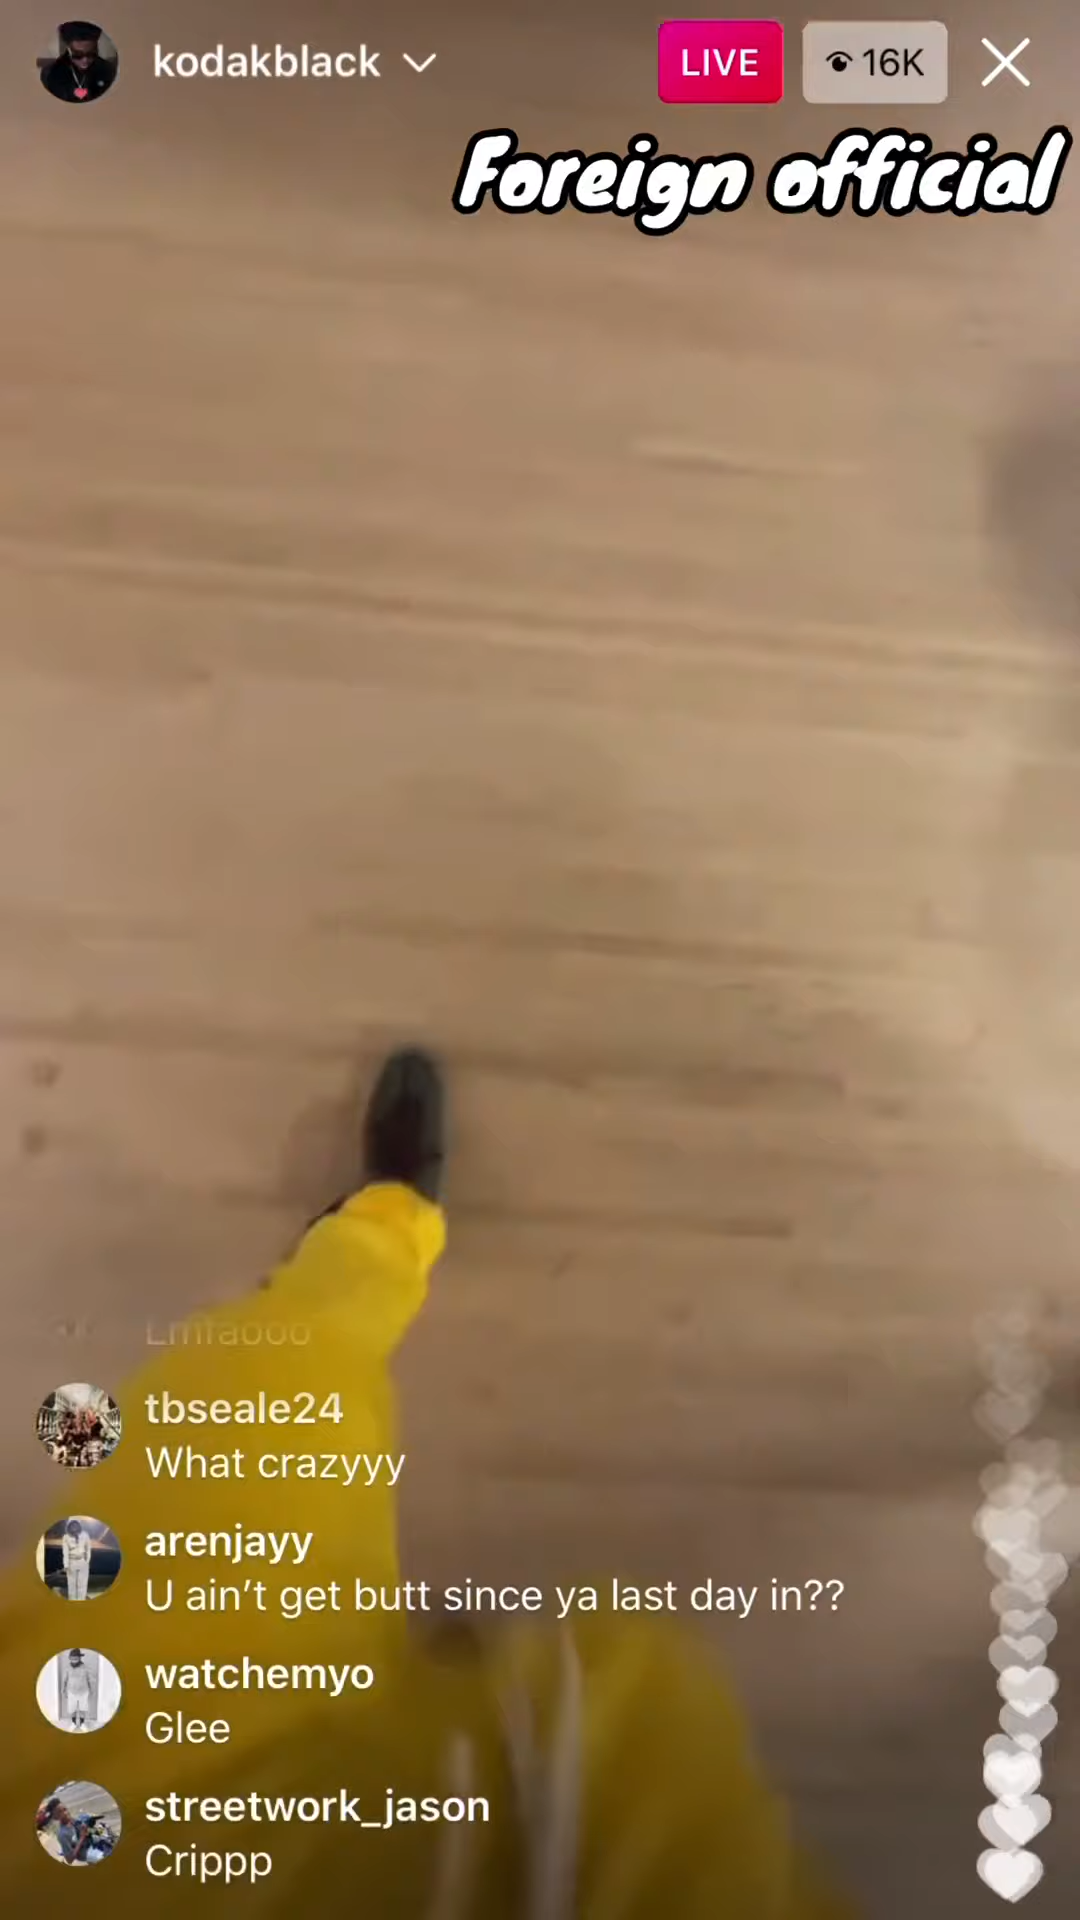 kodakblack
LIVE
16K
Foreign official
Lmfaooo
tbseale24
What crazyyy
arenjayy
U ain’t get butt since ya last day in??
watchemyo
Glee
streetwork_jason
Crippp